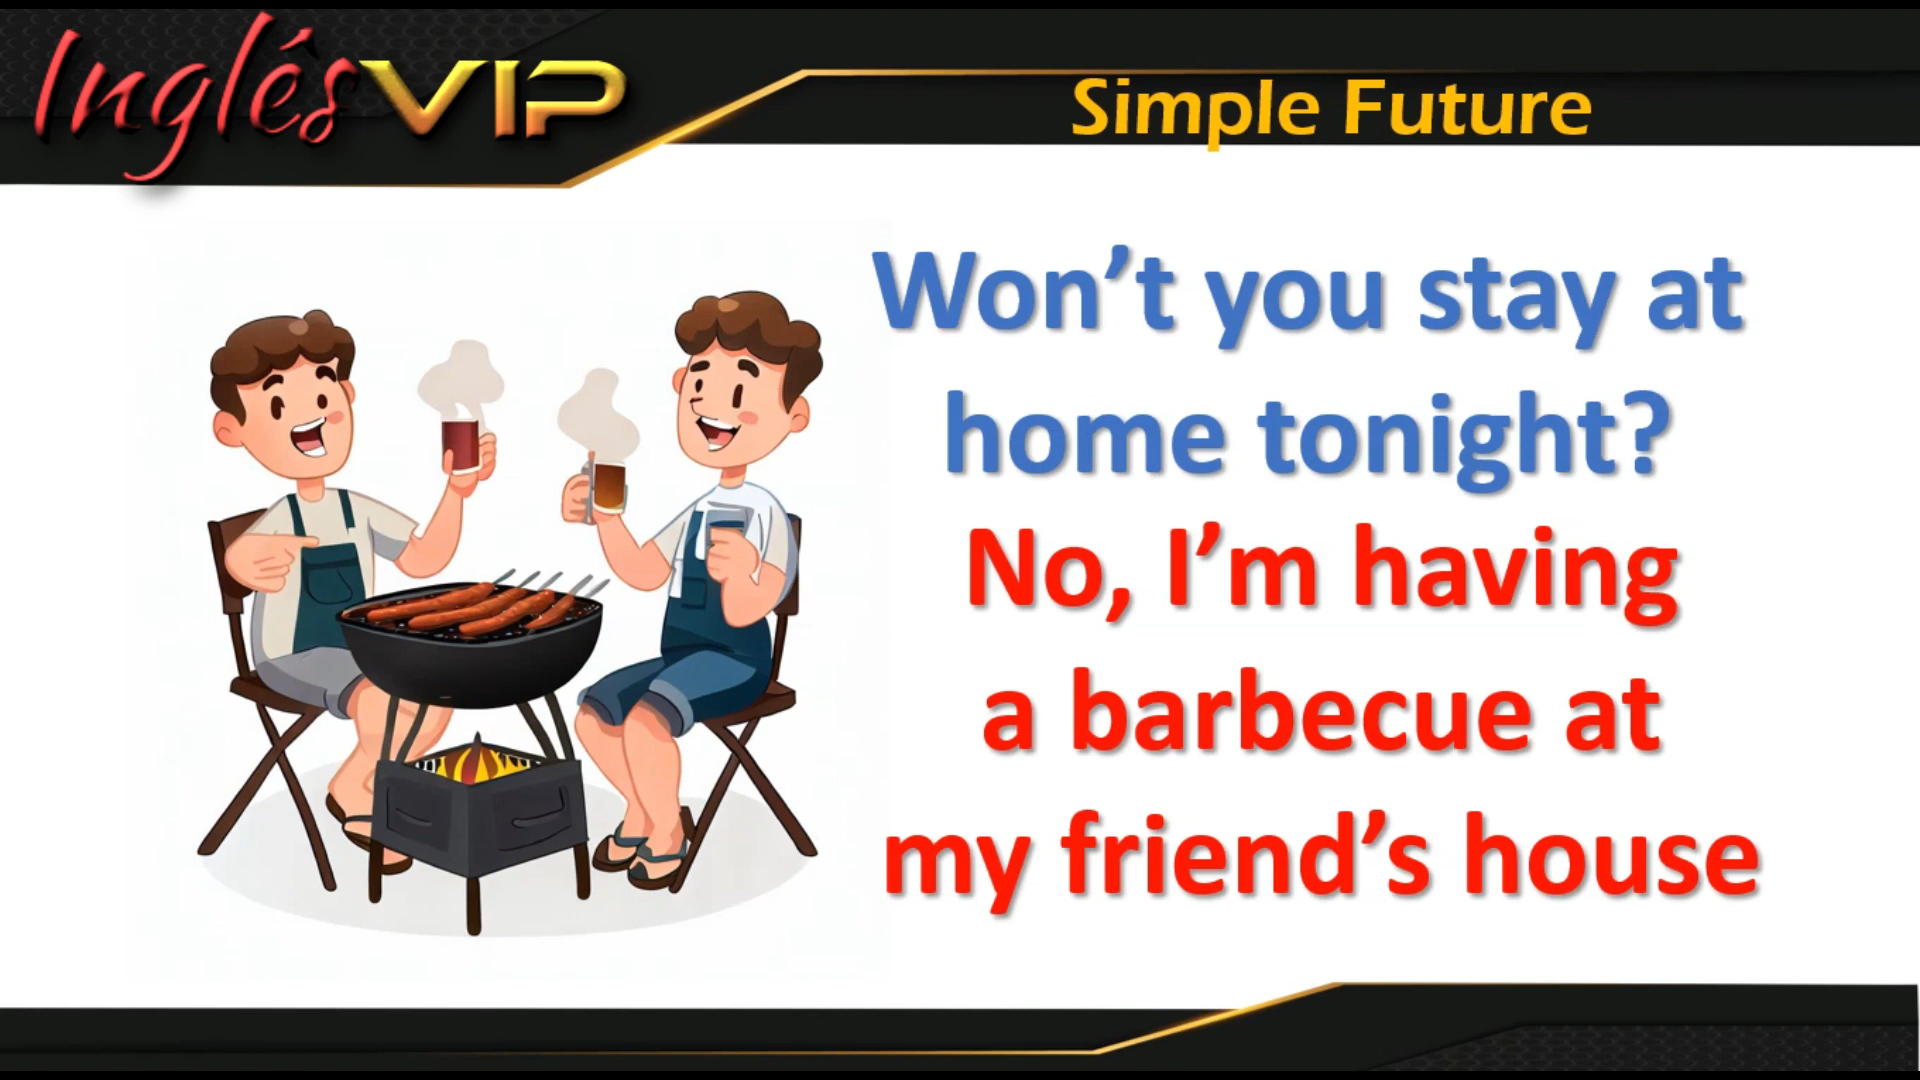 Inglés VIP
Simple Future
Won't you stay at
home tonight?
No, I'm having
a barbecue at
my friend's house